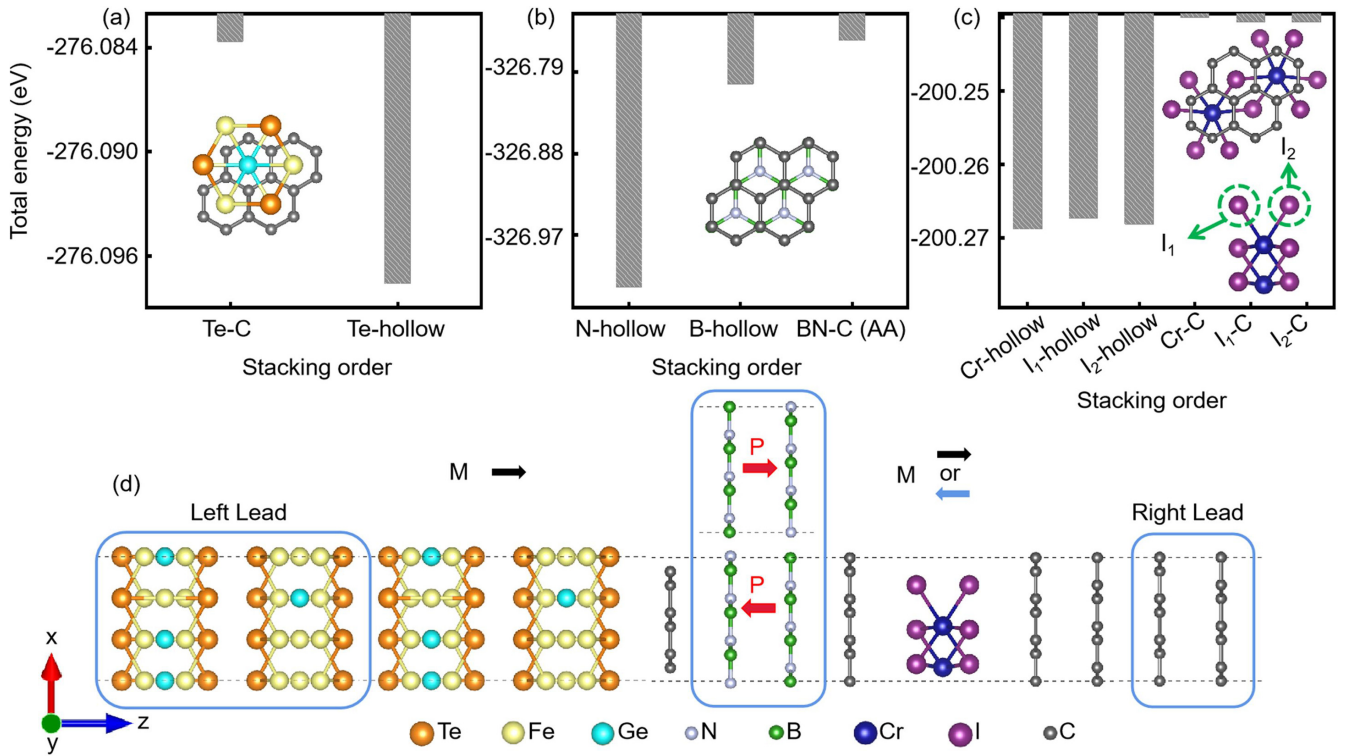 (a)
Total energy (eV)
-276.084
-276.090
-276.096
Te-C
Te-hollow
Stacking order
(b)
-326.79
-326.88
-326.97
N-hollow
B-hollow
BN-C (AA)
Stacking order
(c)
-200.25
-200.26
-200.27
I₂
I₁
Cr-hollow
I₁-hollow
I₂-hollow
Cr-C
I₁-C
I₂-C
Stacking order
(d)
M
P
M or
Left Lead
Right Lead
P
x
z
y
Te Fe Ge N B Cr I C